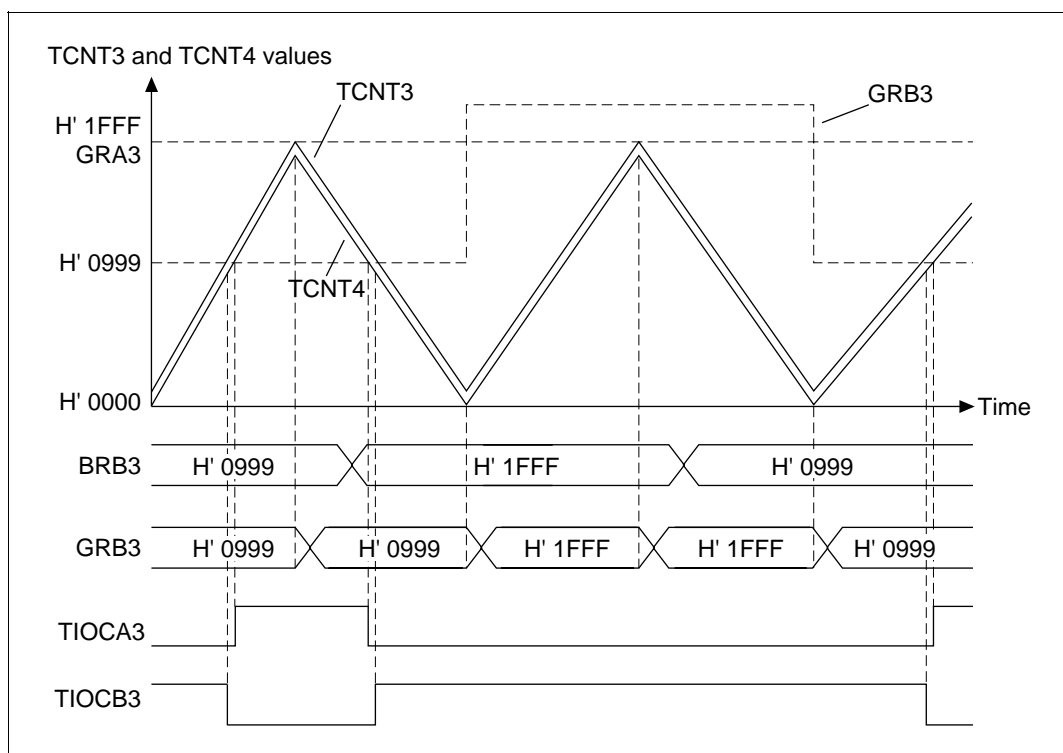 TCNT3 and TCNT4 values
TCNT3
GRB3
H' 1FFF
GRA3
H' 0999
TCNT4
H' 0000
Time
BRB3
H' 0999
H' 1FFF
H' 0999
GRB3
H' 0999
H' 0999
H' 1FFF
H' 1FFF
H' 0999
TIOCA3
TIOCB3